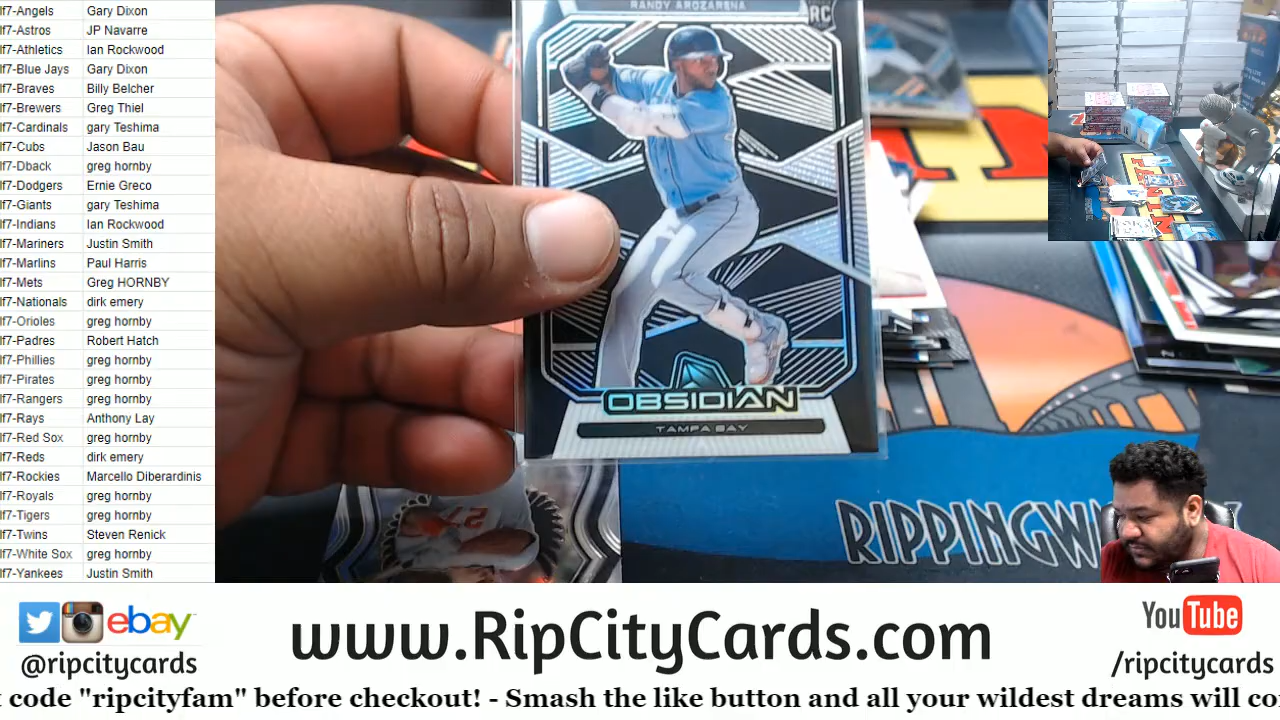 lf7-Angels Gary Dixon
lf7-Astros JP Navarre
lf7-Athletics Ian Rockwood
lf7-Blue Jays Gary Dixon
lf7-Braves Billy Belcher
lf7-Brewers Greg Thiel
lf7-Cardinals gary Teshima
lf7-Cubs Jason Bau
lf7-Dback greg hornby
lf7-Dodgers Ernie Greco
lf7-Giants gary Teshima
lf7-Indians Ian Rockwood
lf7-Mariners Justin Smith
lf7-Marlins Paul Harris
lf7-Mets Greg HORNBY
lf7-Nationals dirk emery
lf7-Orioles greg hornby
lf7-Padres Robert Hatch
lf7-Phillies greg hornby
lf7-Pirates greg hornby
lf7-Rangers greg hornby
lf7-Rays Anthony Lay
lf7-Red Sox greg hornby
lf7-Reds dirk emery
lf7-Rockies Marcello Diberardinis
lf7-Royals greg hornby
lf7-Tigers greg hornby
lf7-Twins Steven Renick
lf7-White Sox greg hornby
lf7-Yankees Justin Smith
RANDY AROZARENA
RC
OBSIDIAN
TAMPA BAY
RIPPINGW
ebay
@ripcitycards
www.RipCityCards.com
YouTube
/ripcitycards
code "ripcityfam" before checkout! - Smash the like button and all your wildest dreams will co